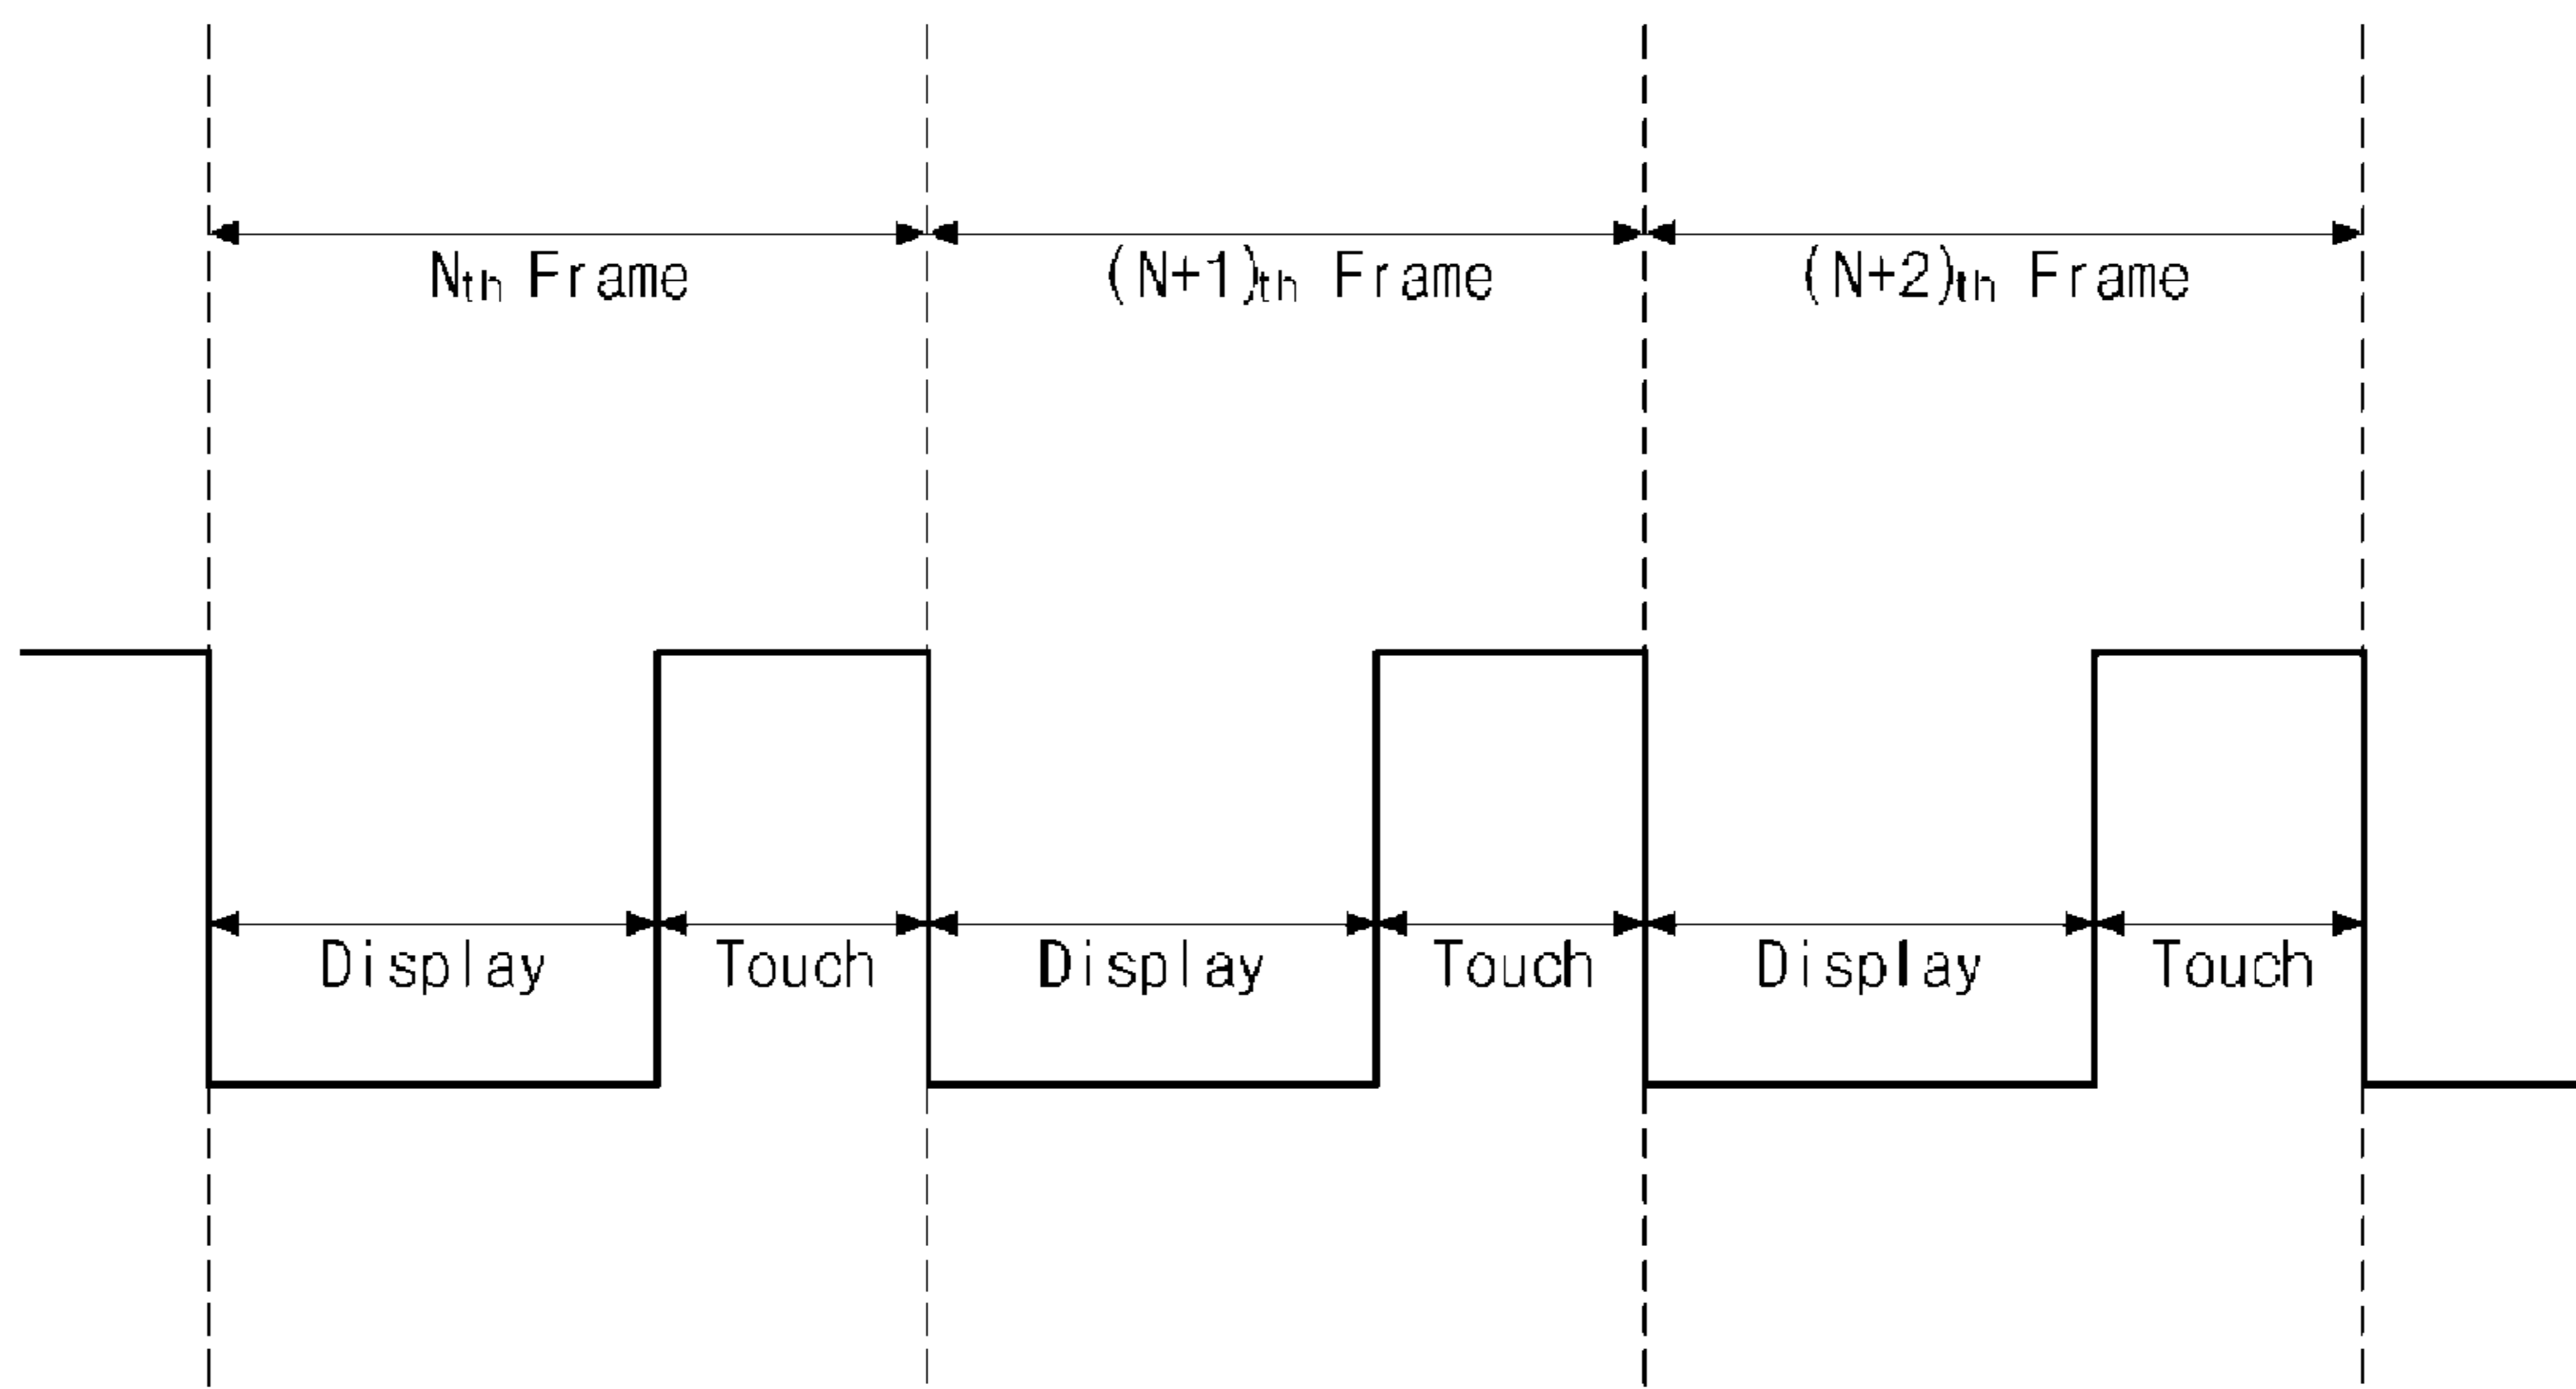 Nth Frame (N+1)th Frame (N+2)th Frame
Display Touch Display Touch Display Touch